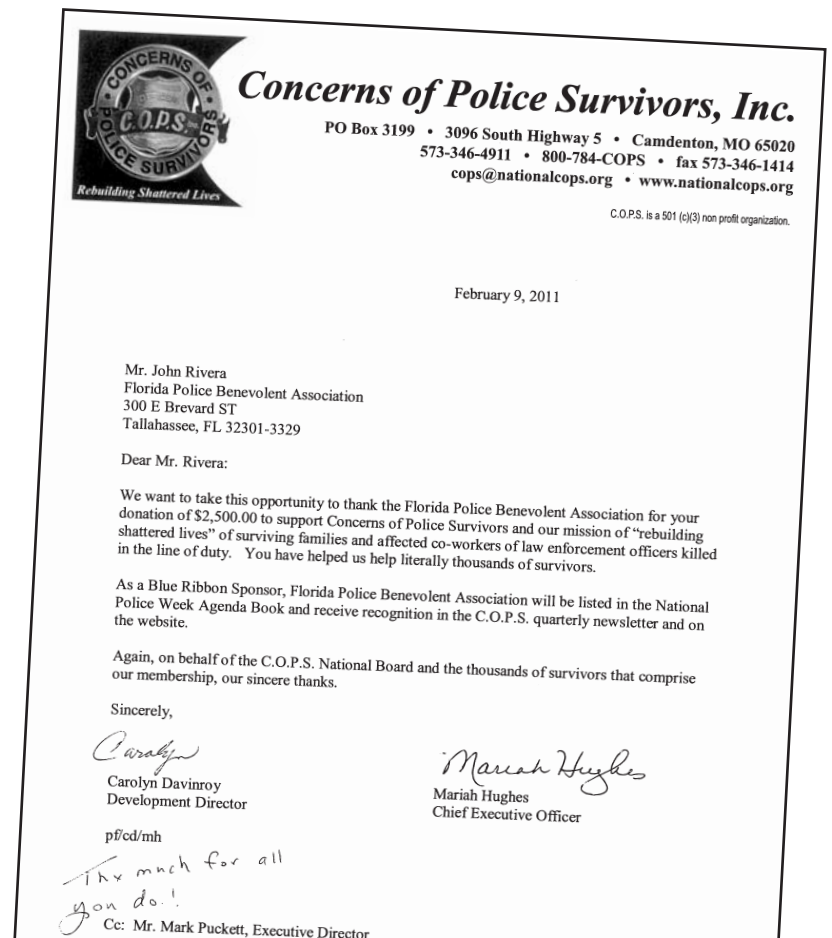 CONCERNS OF
C.O.P.S.
POLICE SURVIVORS
Rebuilding Shattered Lives
Concerns of Police Survivors, Inc.
PO Box 3199 • 3096 South Highway 5 • Camdenton, MO 65020
573-346-4911 • 800-784-COPS • fax 573-346-1414
cops@nationalcops.org • www.nationalcops.org
C.O.P.S. is a 501 (c)(3) non profit organization.
February 9, 2011
Mr. John Rivera
Florida Police Benevolent Association
300 E Brevard ST
Tallahassee, FL 32301-3329
Dear Mr. Rivera:
We want to take this opportunity to thank the Florida Police Benevolent Association for your
donation of $2,500.00 to support Concerns of Police Survivors and our mission of “rebuilding
shattered lives” of surviving families and affected co-workers of law enforcement officers killed
in the line of duty. You have helped us help literally thousands of survivors.
As a Blue Ribbon Sponsor, Florida Police Benevolent Association will be listed in the National
Police Week Agenda Book and receive recognition in the C.O.P.S. quarterly newsletter and on
the website.
Again, on behalf of the C.O.P.S. National Board and the thousands of survivors that comprise
our membership, our sincere thanks.
Sincerely,
Carolyn
Carolyn Davinroy
Development Director
Mariah Hughes
Mariah Hughes
Chief Executive Officer
pf/cd/mh
Thx much for all
you do.!
Cc: Mr. Mark Puckett, Executive Director